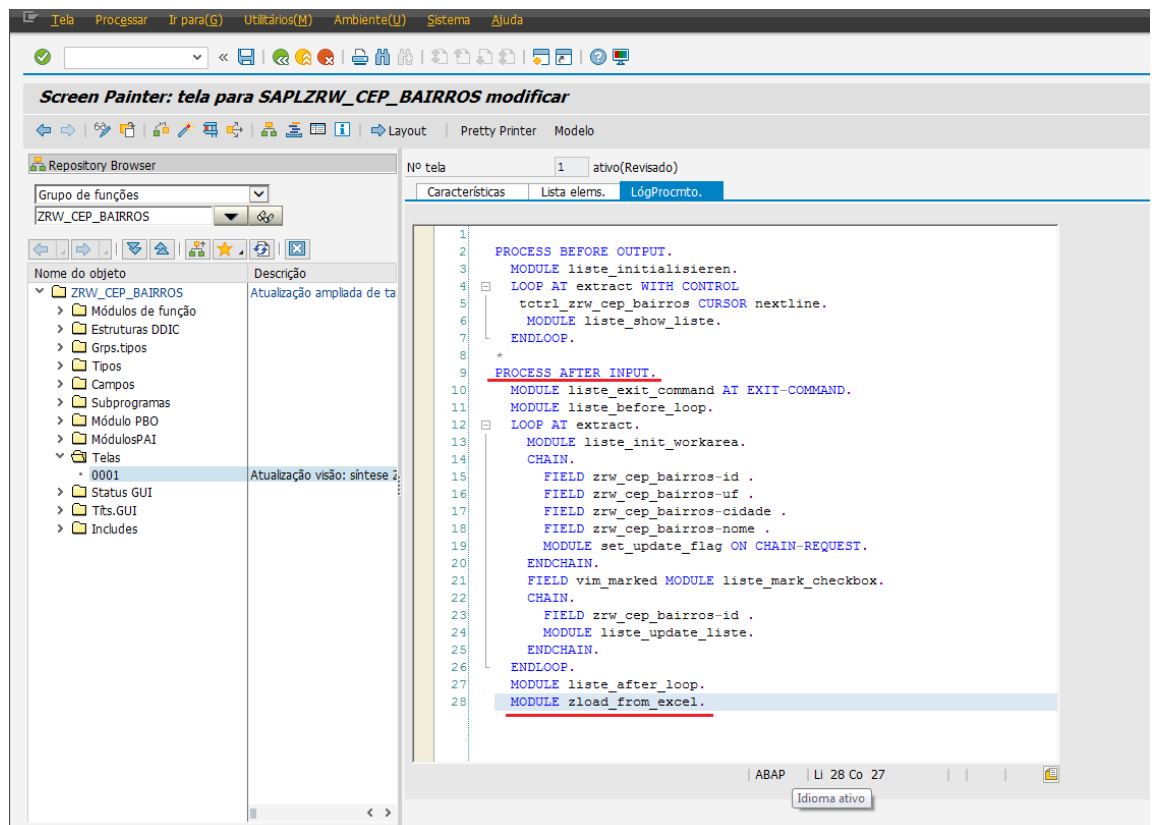 Tela Processar Ir para(G) Utilitários(M) Ambiente(U) Sistema Ajuda
Screen Painter: tela para SAPLZRW_CEP_BAIRROS modificar
Layout Pretty Printer Modelo
Repository Browser
Grupo de funções
ZRW_CEP_BAIRROS
Nome do objeto Descrição
ZRW_CEP_BAIRROS Atualização ampliada de ta
Módulos de função
Estruturas DDIC
Grps.tipos
Tipos
Campos
Subprogramas
Módulo PBO
MódulosPAI
Telas
0001 Atualização visão: síntese Z
Status GUI
Títs.GUI
Includes
Nº tela 1 ativo(Revisado)
Características Lista elems. LógProcmto.
1
2 PROCESS BEFORE OUTPUT.
3 MODULE liste_initialisieren.
4 LOOP AT extract WITH CONTROL
5 tctrl_zrw_cep_bairros CURSOR nextline.
6 MODULE liste_show_liste.
7 ENDLOOP.
8 *
9 PROCESS AFTER INPUT.
10 MODULE liste_exit_command AT EXIT-COMMAND.
11 MODULE liste_before_loop.
12 LOOP AT extract.
13 MODULE liste_init_workarea.
14 CHAIN.
15 FIELD zrw_cep_bairros-id .
16 FIELD zrw_cep_bairros-uf .
17 FIELD zrw_cep_bairros-cidade .
18 FIELD zrw_cep_bairros-nome .
19 MODULE set_update_flag ON CHAIN-REQUEST.
20 ENDCHAIN.
21 FIELD vim_marked MODULE liste_mark_checkbox.
22 CHAIN.
23 FIELD zrw_cep_bairros-id .
24 MODULE liste_update_liste.
25 ENDCHAIN.
26 ENDLOOP.
27 MODULE liste_after_loop.
28 MODULE zload_from_excel.
ABAP Li 28 Co 27
Idioma ativo